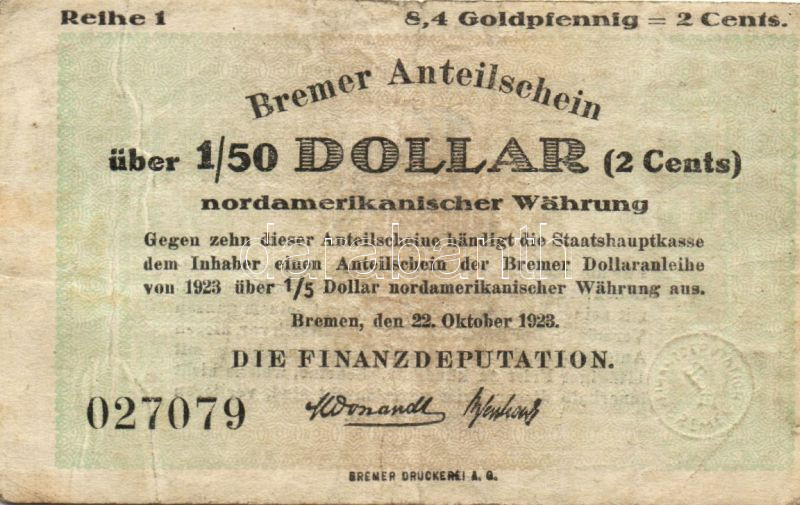 Reihe 1
8,4 Goldpfennig = 2 Cents.
Bremer Anteilschein
über 1/50 DOLLAR (2 Cents)
nordamerikanischer Währung
Gegen zehn dieser Anteilscheine händigt die Staatshauptkasse
dem Inhaber einen Anteilschein der Bremer Dollaranleihe
von 1923 über 1/5 Dollar nordamerikanischer Währung aus.
Bremen, den 22. Oktober 1923.
DIE FINANZDEPUTATION.
027079
BREMER DRUCKEREI A. G.
darabanth